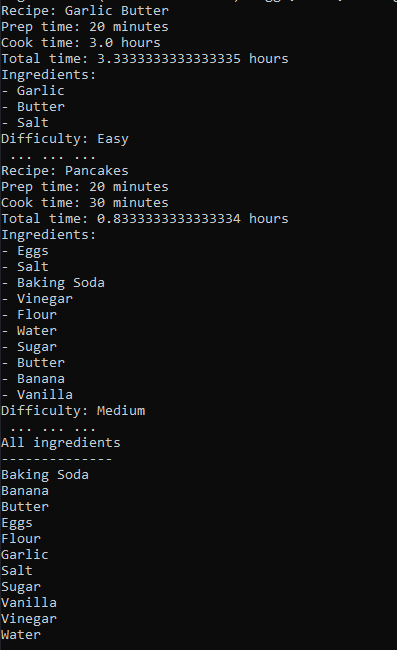 Recipe: Garlic Butter
Prep time: 20 minutes
Cook time: 3.0 hours
Total time: 3.3333333333333335 hours
Ingredients:
- Garlic
- Butter
- Salt
Difficulty: Easy
... ... ...
Recipe: Pancakes
Prep time: 20 minutes
Cook time: 30 minutes
Total time: 0.8333333333333334 hours
Ingredients:
- Eggs
- Salt
- Baking Soda
- Vinegar
- Flour
- Water
- Sugar
- Butter
- Banana
- Vanilla
Difficulty: Medium
... ... ...
All ingredients
--------------
Baking Soda
Banana
Butter
Eggs
Flour
Garlic
Salt
Sugar
Vanilla
Vinegar
Water